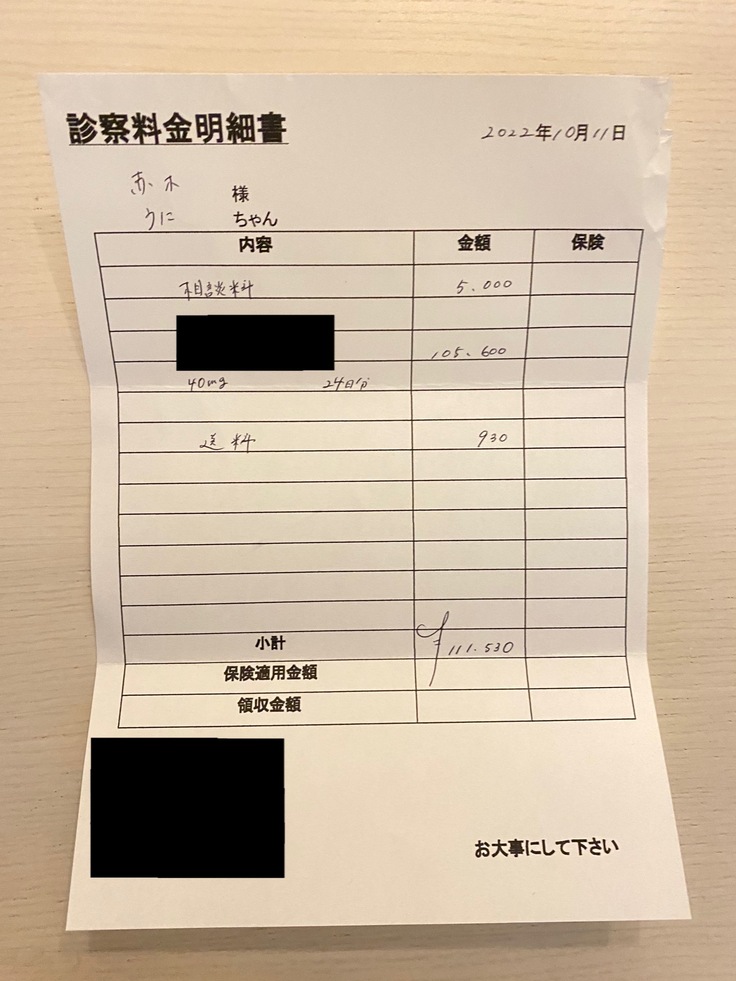 診察料金明細書
2022年10月11日
赤木 様
うに ちゃん
内容 金額 保険
相談料 5.000
105.600
40mg 24日分
送料 930
小計 111.530
保険適用金額
領収金額
お大事にして下さい